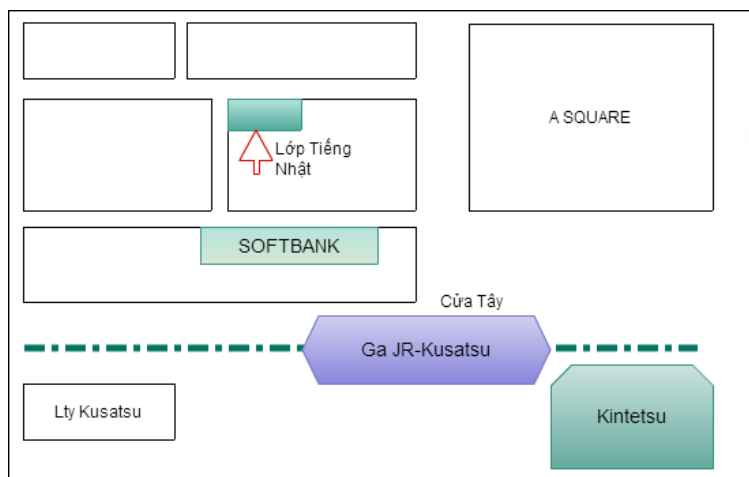 A SQUARE
Lớp Tiếng
Nhật
SOFTBANK
Cửa Tây
Ga JR-Kusatsu
Lty Kusatsu
Kintetsu